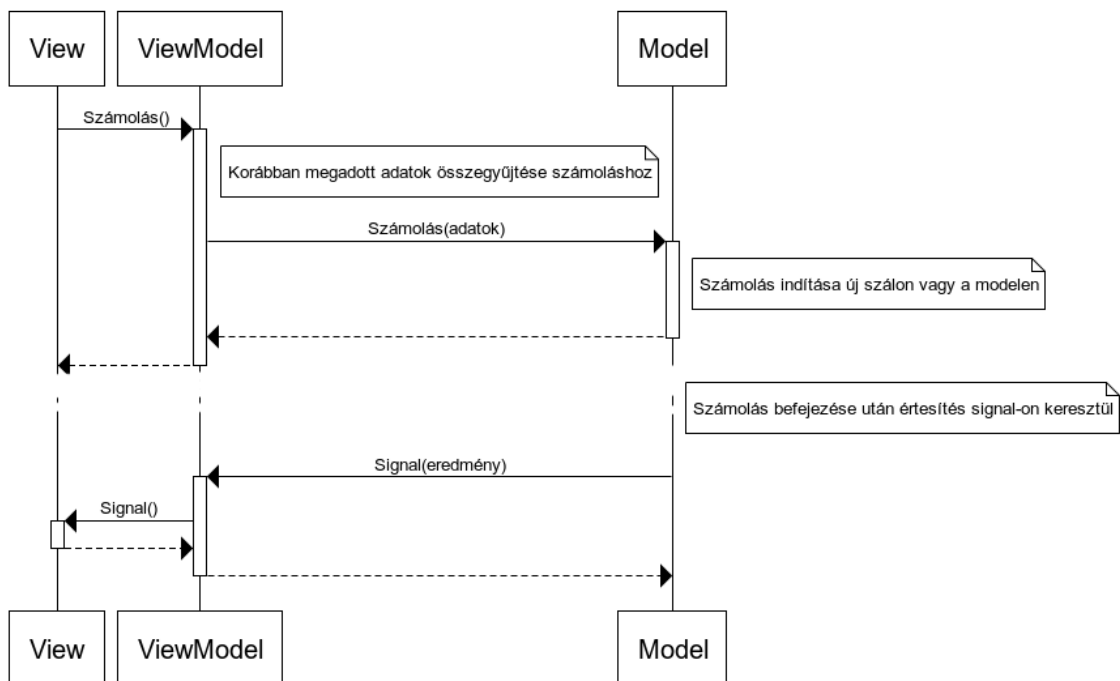 View
ViewModel
Model
Számolás()
Korábban megadott adatok összegyűjtése számoláshoz
Számolás(adatok)
Számolás indítása új szálon vagy a modelen
Számolás befejezése után értesítés signal-on keresztül
Signal(eredmény)
Signal()
View
ViewModel
Model